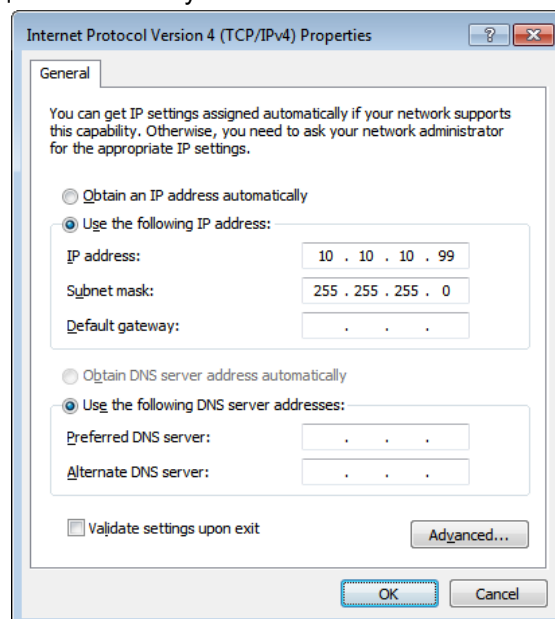 Internet Protocol Version 4 (TCP/IPv4) Properties
General
You can get IP settings assigned automatically if your network supports
this capability. Otherwise, you need to ask your network administrator
for the appropriate IP settings.
Obtain an IP address automatically
Use the following IP address:
IP address: 10 . 10 . 10 . 99
Subnet mask: 255 . 255 . 255 . 0
Default gateway: . . .
Obtain DNS server address automatically
Use the following DNS server addresses:
Preferred DNS server: . . .
Alternate DNS server: . . .
Validate settings upon exit
Advanced...
OK Cancel